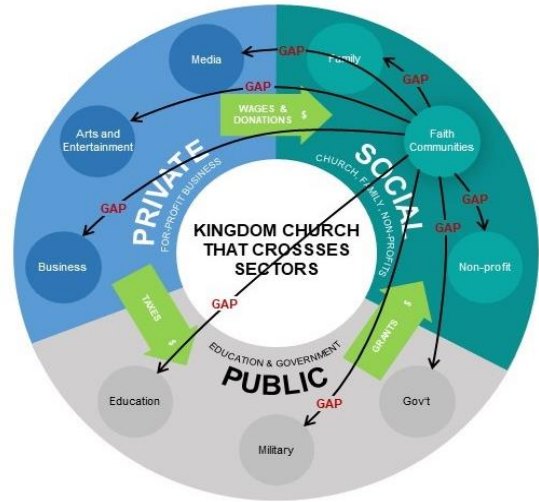 Media
GAP
Family
GAP
GAP
WAGES &
DONATIONS $
Arts and
Entertainment
Faith
Communities
PRIVATE
FOR-PROFIT BUSINESS
SOCIAL
CHURCH, FAMILY, NON-PROFITS
GAP
GAP
GAP
KINGDOM CHURCH
THAT CROSSSES
SECTORS
Business
Non-profit
TAXES $
GAP
GRANTS $
EDUCATION & GOVERNMENT
PUBLIC
Education
GAP
Gov't
Military